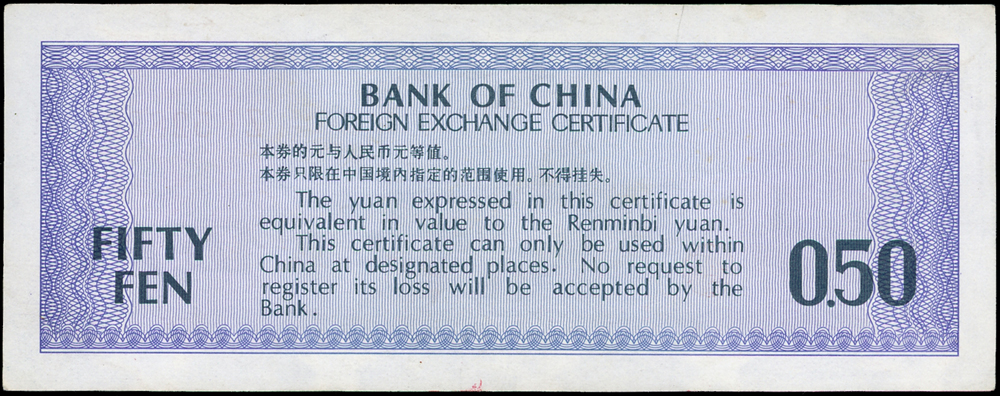 BANK OF CHINA
FOREIGN EXCHANGE CERTIFICATE
本券的元与人民币元等值。
本券只限在中国境内指定的范围使用。不得挂失。
The yuan expressed in this certificate is
equivalent in value to the Renminbi yuan.
This certificate can only be used within
China at designated places. No request to
register its loss will be accepted by the
Bank.
FIFTY
FEN
0.50